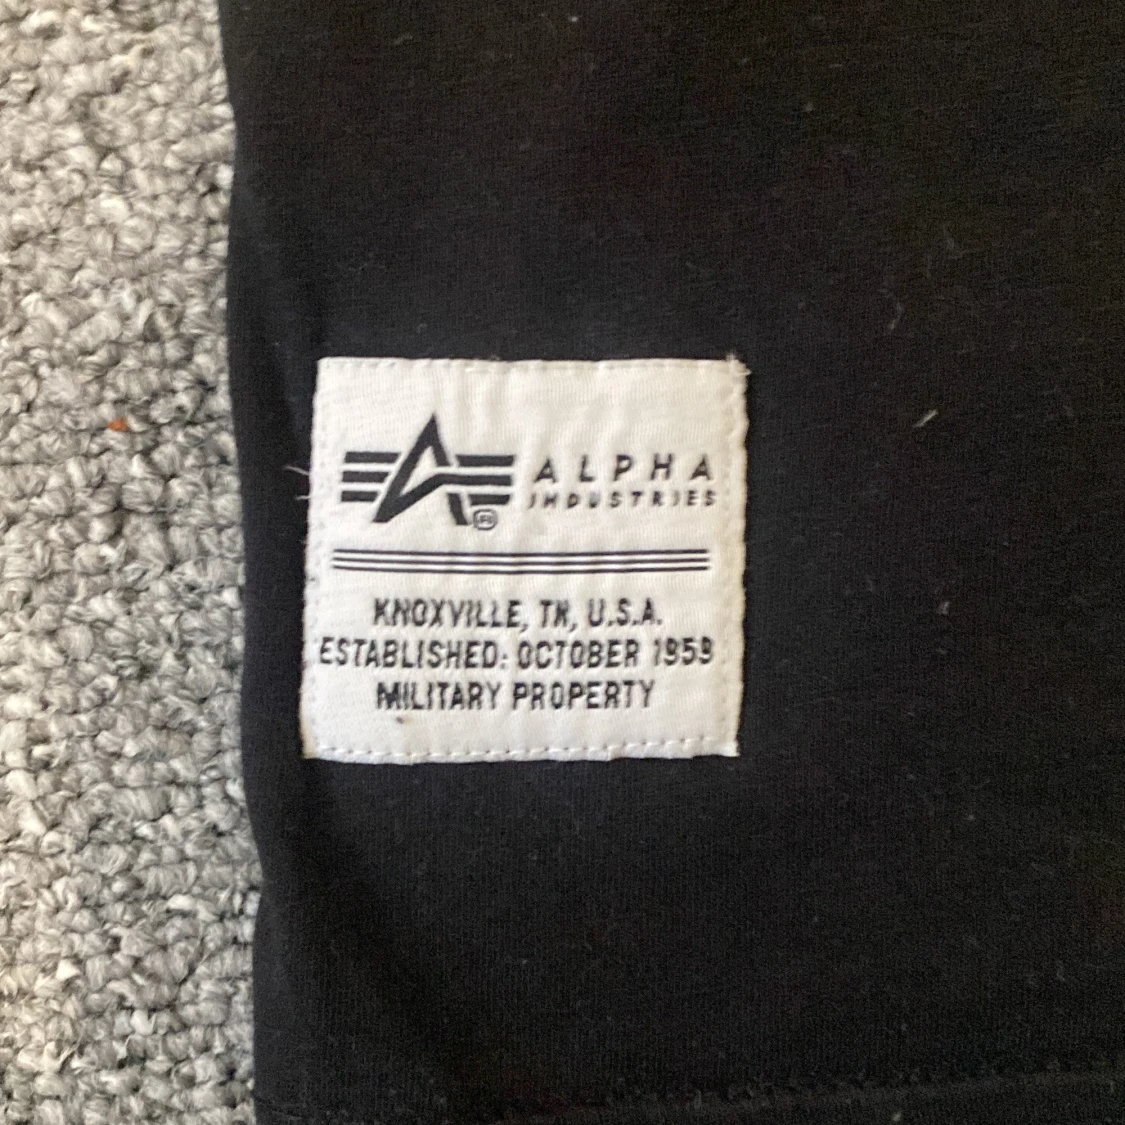 ALPHA
INDUSTRIES
®
KNOXVILLE, TN, U.S.A.
ESTABLISHED: OCTOBER 1959
MILITARY PROPERTY